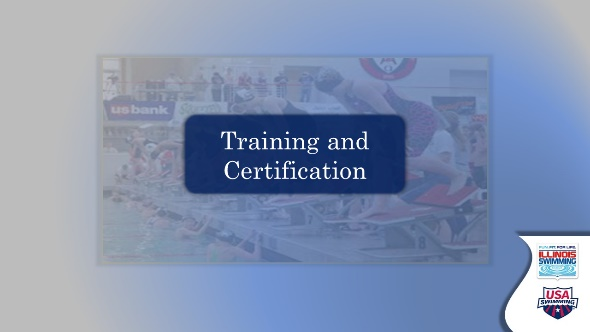 usbank
Training and
Certification
ILLINOIS
SWIMMING
USA
SWIMMING